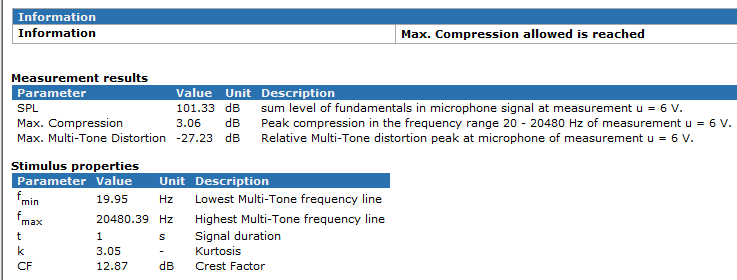 Information
Information Max. Compression allowed is reached
Measurement results
Parameter Value Unit Description
SPL 101.33 dB sum level of fundamentals in microphone signal at measurement u = 6 V.
Max. Compression 3.06 dB Peak compression in the frequency range 20 - 20480 Hz of measurement u = 6 V.
Max. Multi-Tone Distortion -27.23 dB Relative Multi-Tone distortion peak at microphone of measurement u = 6 V.
Stimulus properties
Parameter Value Unit Description
fmin 19.95 Hz Lowest Multi-Tone frequency line
fmax 20480.39 Hz Highest Multi-Tone frequency line
t 1 s Signal duration
k 3.05 - Kurtosis
CF 12.87 dB Crest Factor